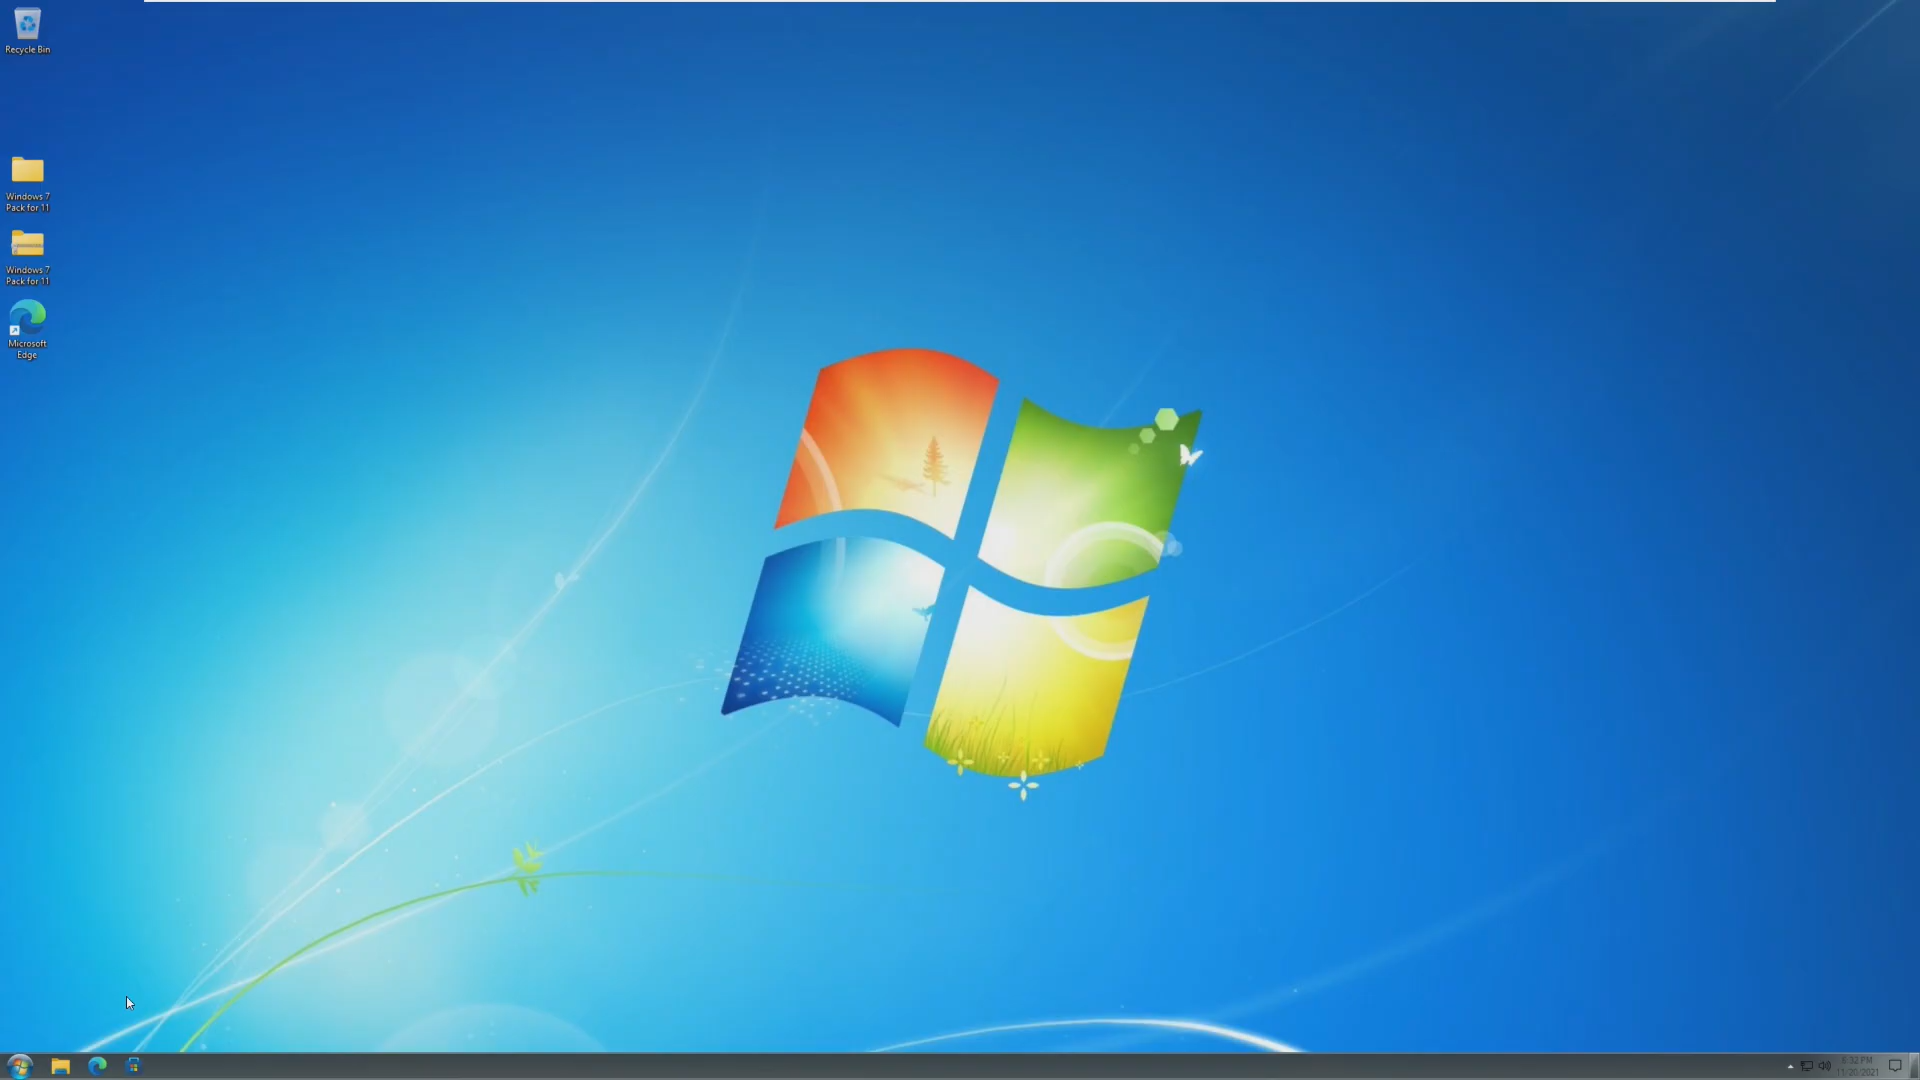 Recycle Bin
Windows 7
Pack for 11
Windows 7
Pack for 11
Microsoft
Edge
6:32 PM
11/20/2021